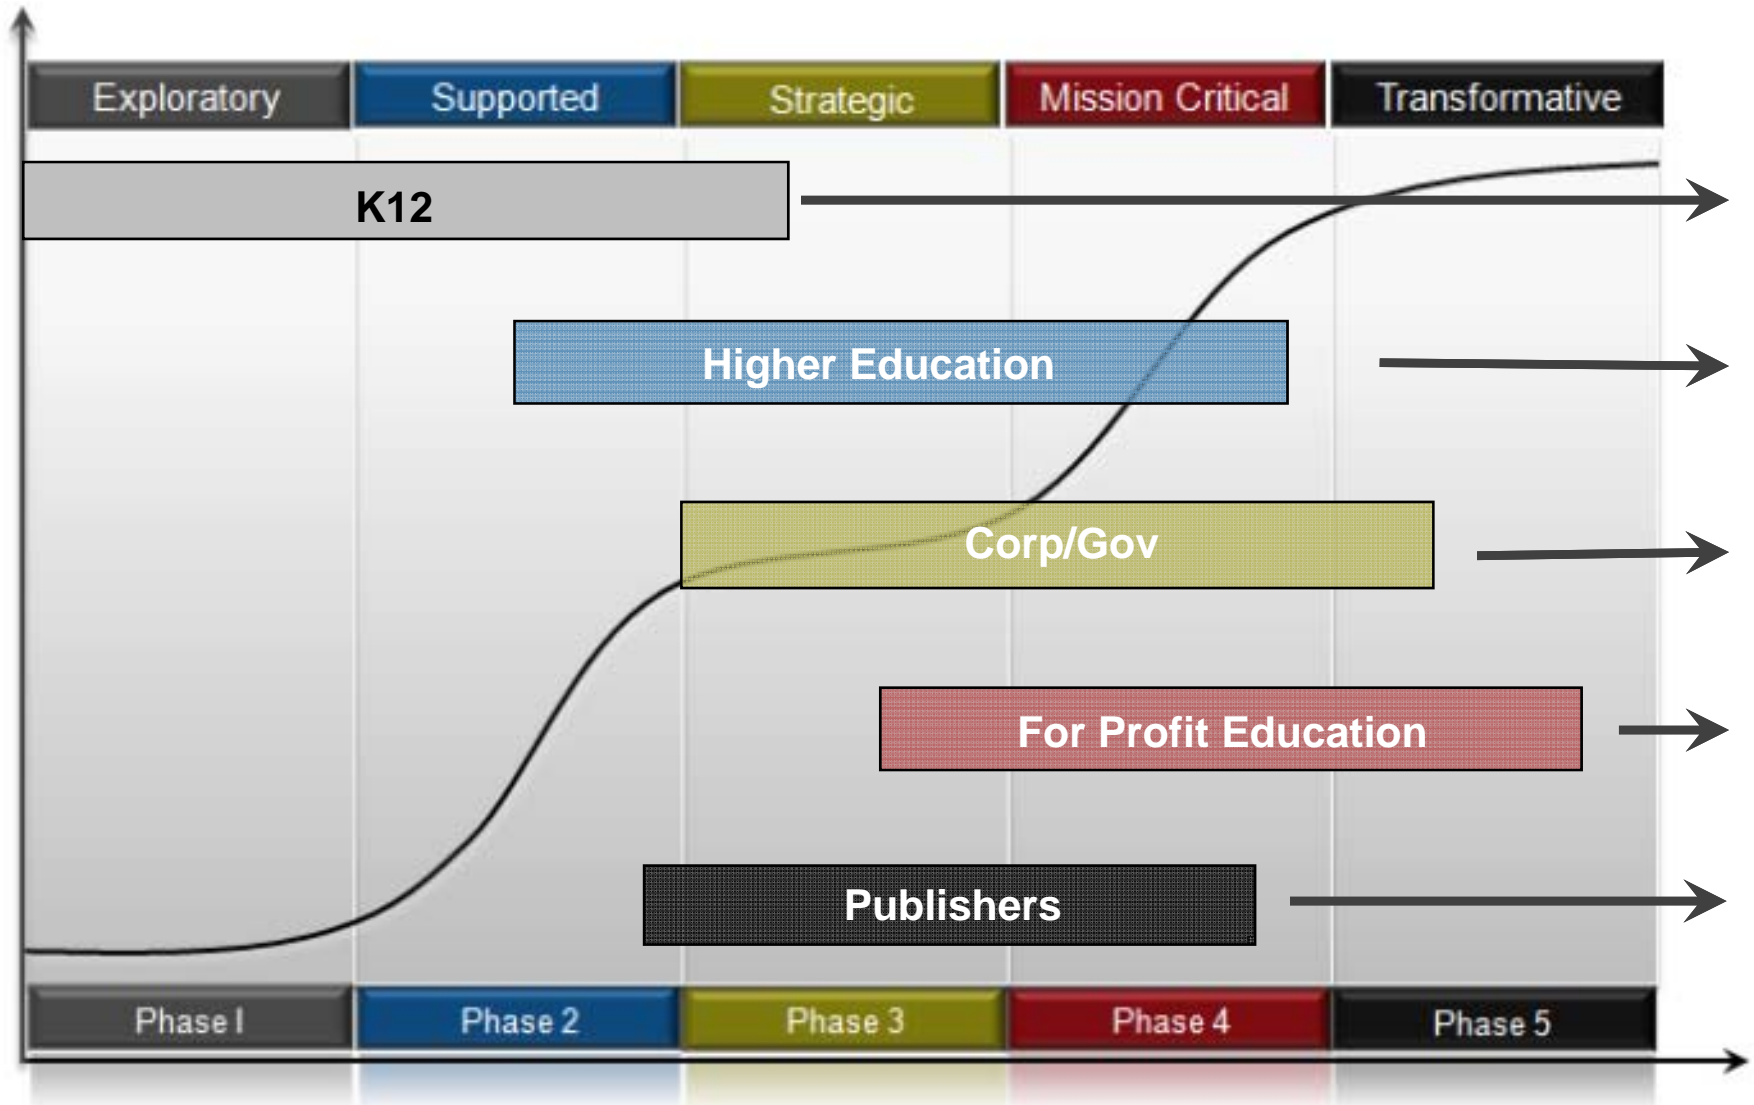 Exploratory
Supported
Strategic
Mission Critical
Transformative
K12
Higher Education
Corp/Gov
For Profit Education
Publishers
Phase I
Phase 2
Phase 3
Phase 4
Phase 5